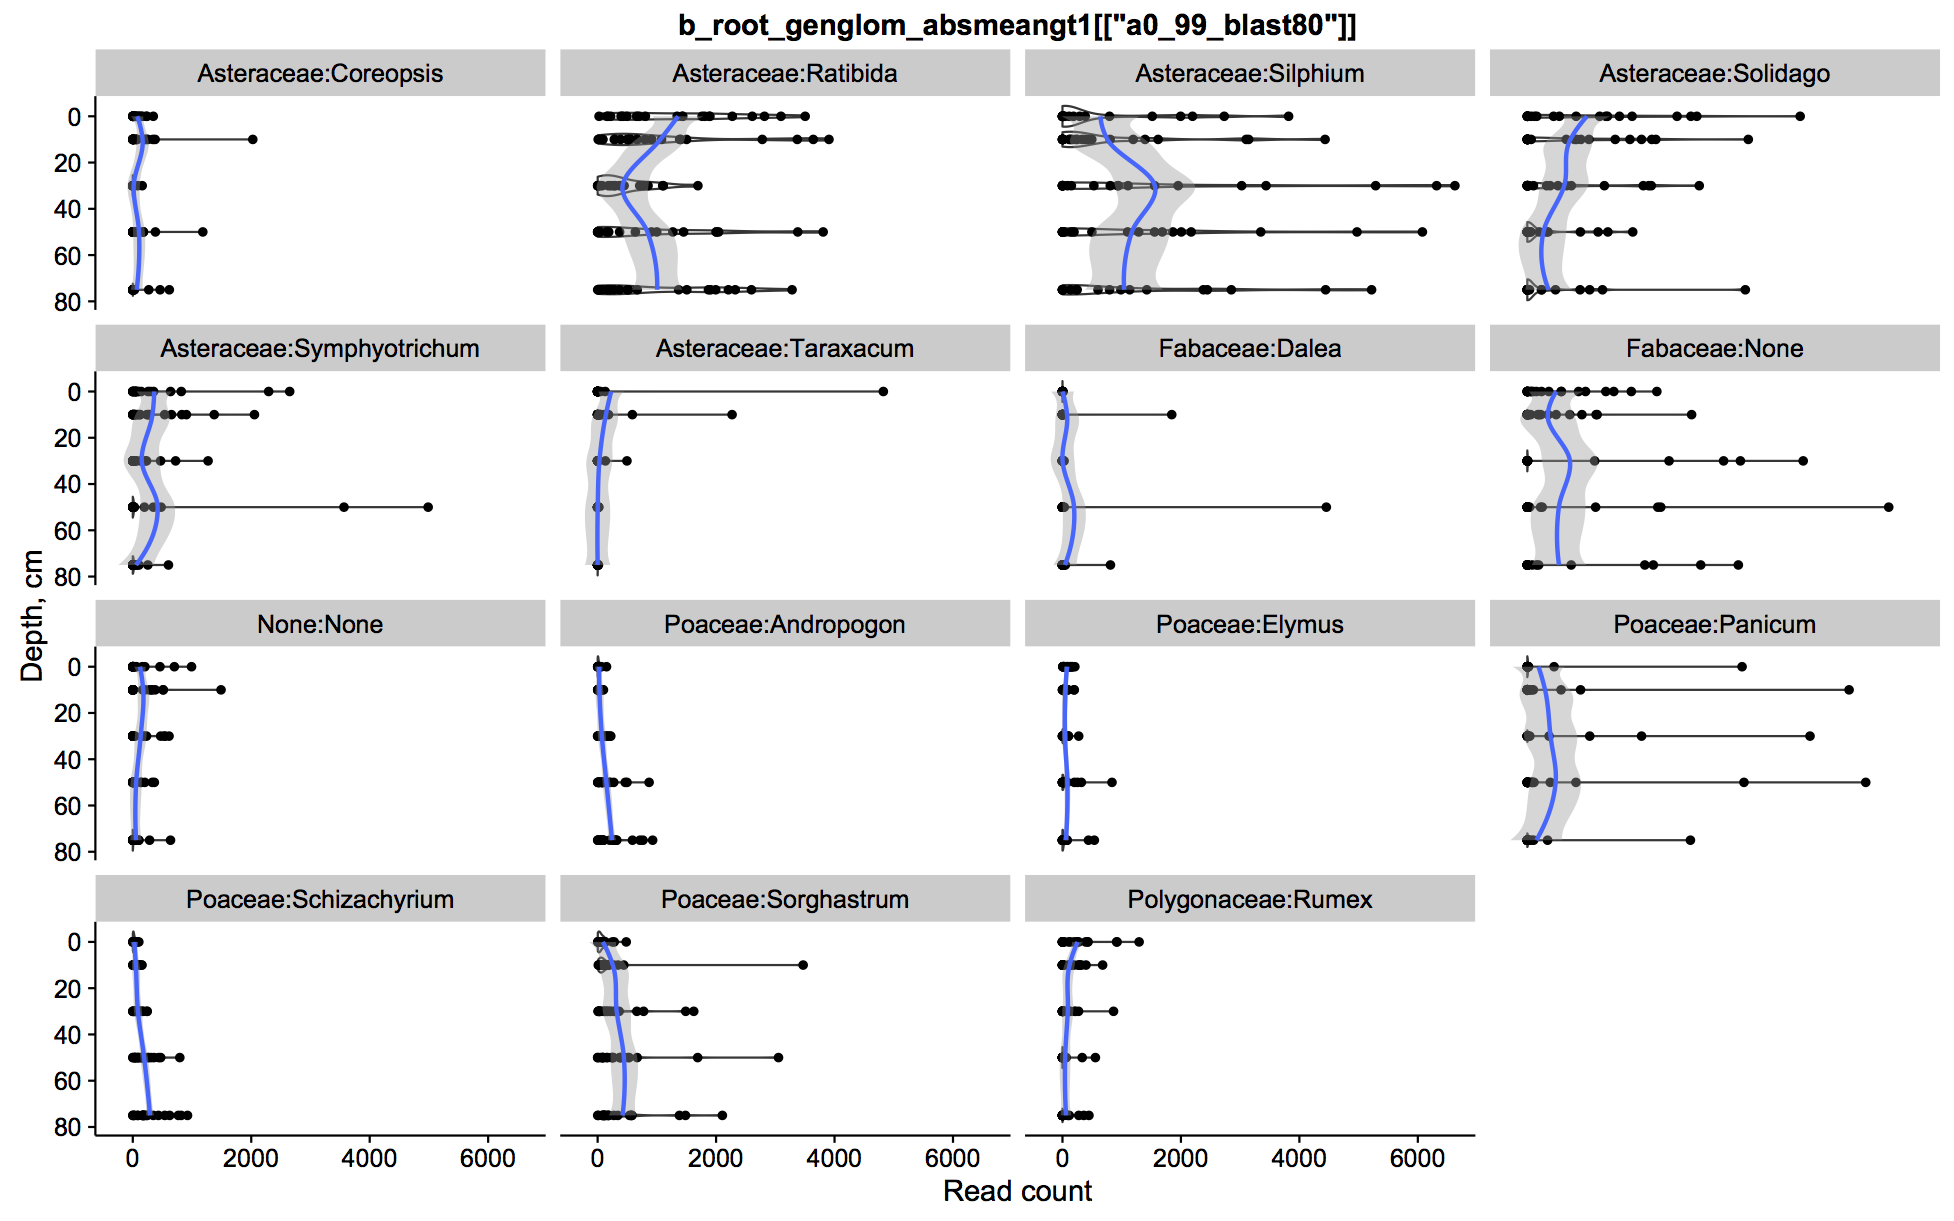 b_root_genglom_absmeangt1[["a0_99_blast80"]]
Asteraceae:Coreopsis Asteraceae:Ratibida Asteraceae:Silphium Asteraceae:Solidago
0
20
40
60
80
Asteraceae:Symphyotrichum Asteraceae:Taraxacum Fabaceae:Dalea Fabaceae:None
0
20
40
60
80
Depth, cm
None:None Poaceae:Andropogon Poaceae:Elymus Poaceae:Panicum
0
20
40
60
80
Poaceae:Schizachyrium Poaceae:Sorghastrum Polygonaceae:Rumex
0
20
40
60
80
0 2000 4000 6000 0 2000 4000 6000 0 2000 4000 6000
Read count